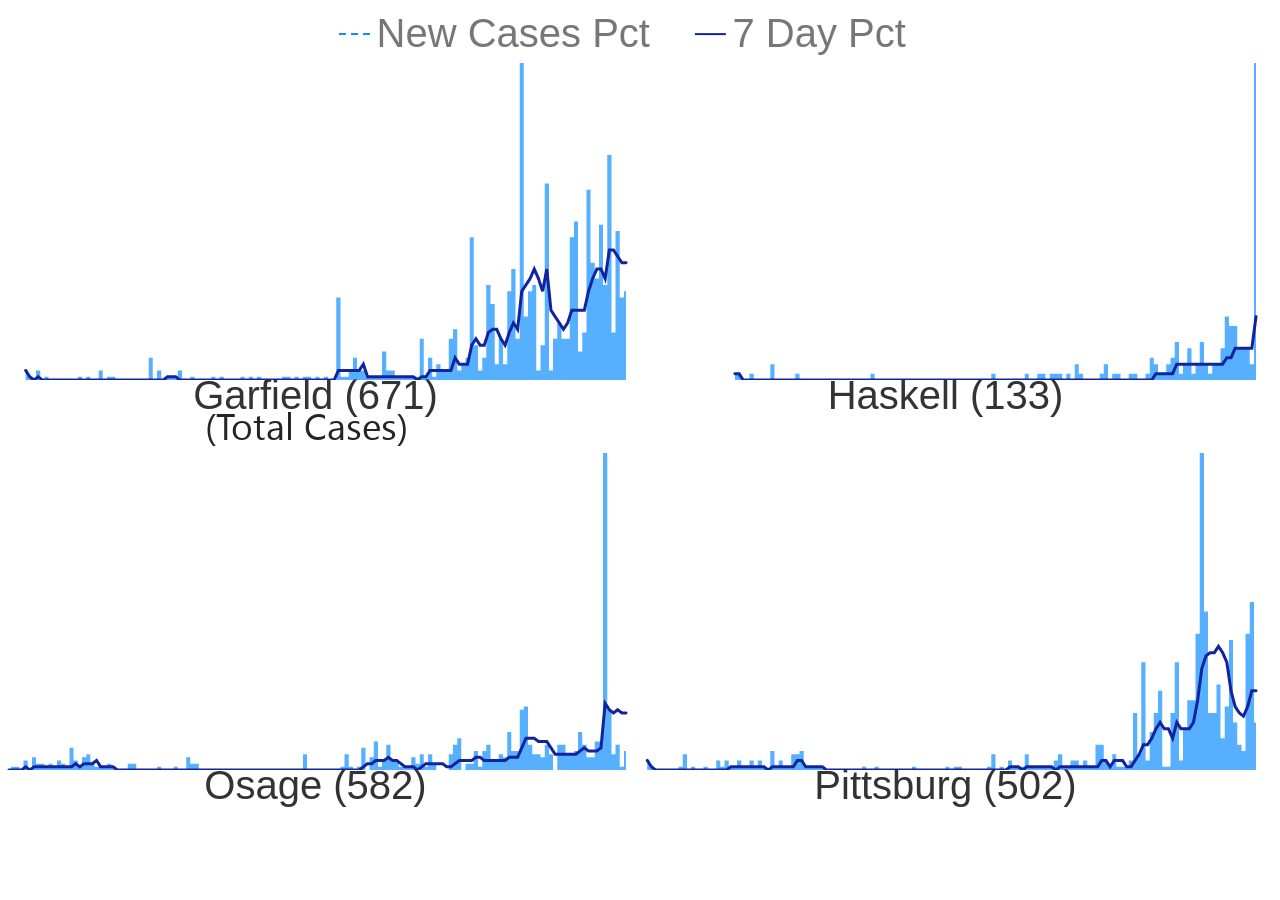 New Cases Pct 7 Day Pct
Garfield (671)
(Total Cases)
Haskell (133)
Osage (582)
Pittsburg (502)